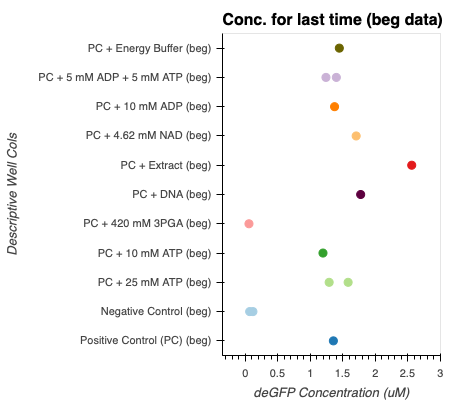 Conc. for last time (beg data)
PC + Energy Buffer (beg)
PC + 5 mM ADP + 5 mM ATP (beg)
PC + 10 mM ADP (beg)
PC + 4.62 mM NAD (beg)
PC + Extract (beg)
PC + DNA (beg)
PC + 420 mM 3PGA (beg)
PC + 10 mM ATP (beg)
PC + 25 mM ATP (beg)
Negative Control (beg)
Positive Control (PC) (beg)
Descriptive Well Cols
0 0.5 1 1.5 2 2.5 3
deGFP Concentration (uM)